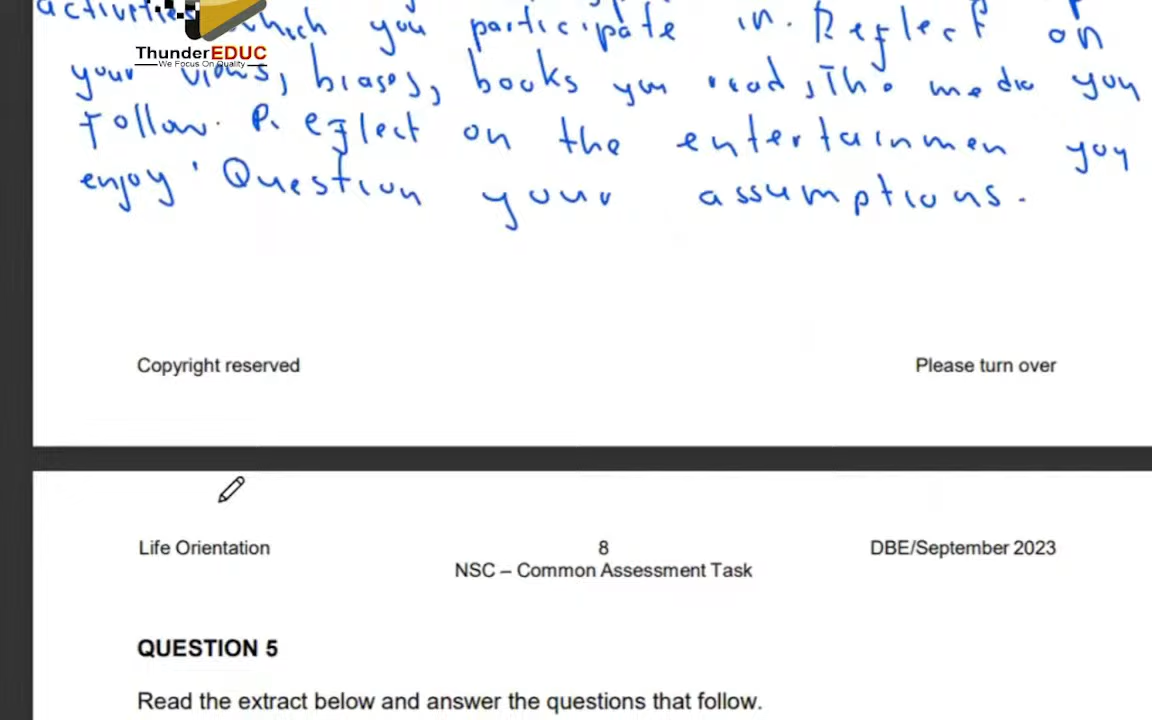 activities which you participate in. Reflect on
ThunderEDUC
We Focus On Quality
your views, biases, books you read, The media you
Follow. Reflect on the entertainmen you
enjoy. Question your assumptions.
Copyright reserved
Please turn over
Life Orientation
8
DBE/September 2023
NSC – Common Assessment Task
QUESTION 5
Read the extract below and answer the questions that follow.